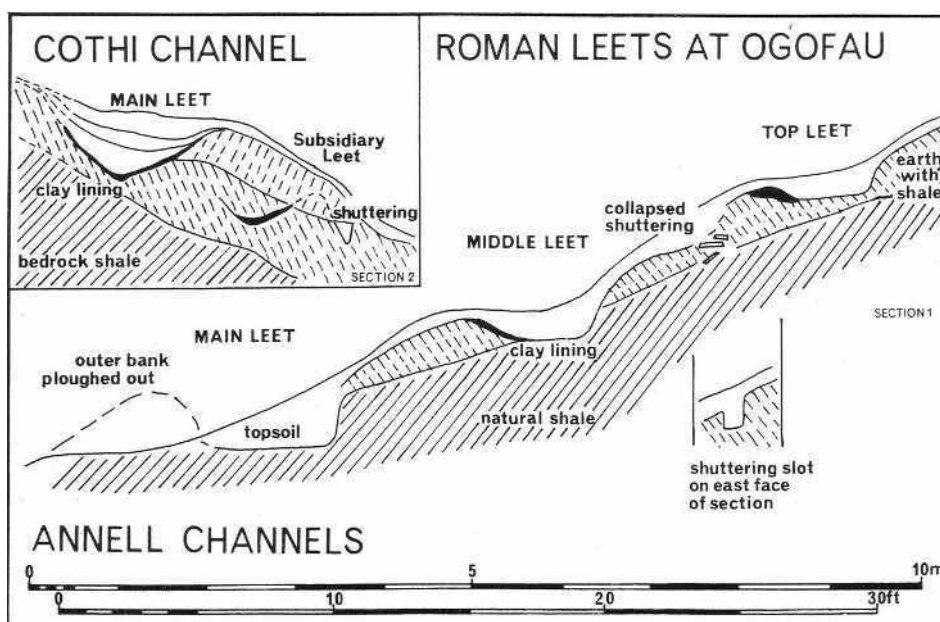 COTHI CHANNEL
MAIN LEET
Subsidiary
Leet
clay lining
shuttering
bedrock shale
SECTION 2
ROMAN LEETS AT OGOFAU
TOP LEET
earth
with
shale
collapsed
shuttering
MIDDLE LEET
SECTION 1
MAIN LEET
clay lining
outer bank
ploughed out
topsoil
natural shale
shuttering slot
on east face
of section
ANNELL CHANNELS
0 5 10m
0 10 20 30ft